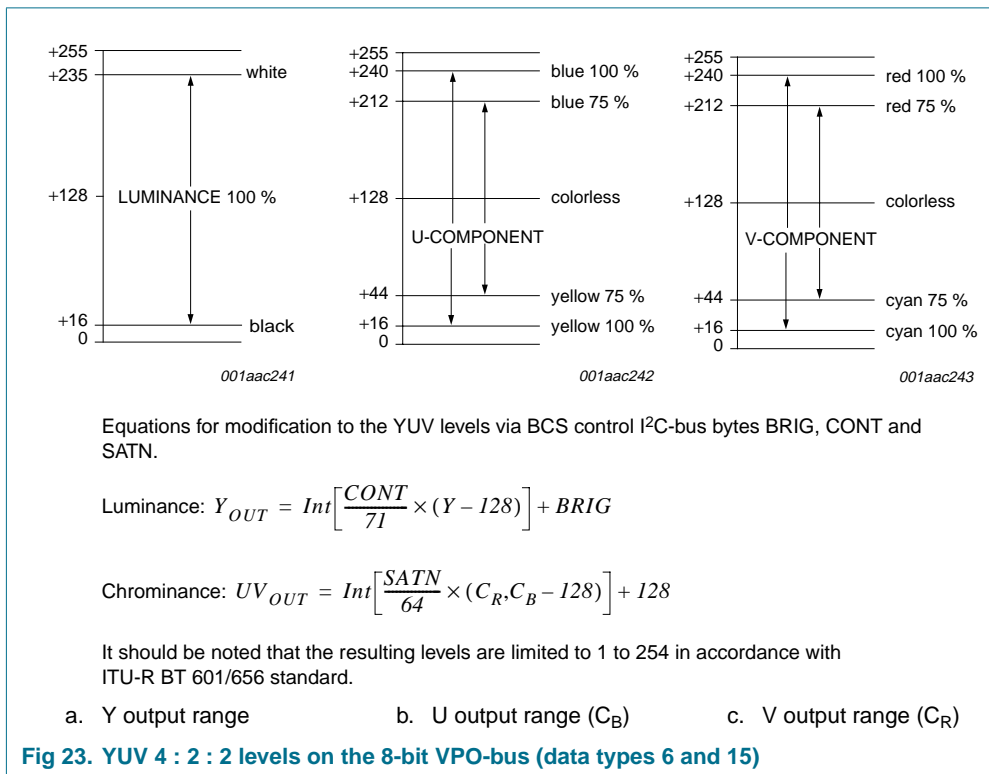 +255
+235
white
+128
LUMINANCE 100 %
+16
black
0
001aac241
+255
+240
blue 100 %
+212
blue 75 %
+128
colorless
U-COMPONENT
+44
yellow 75 %
+16
yellow 100 %
0
001aac242
+255
+240
red 100 %
+212
red 75 %
+128
colorless
V-COMPONENT
+44
cyan 75 %
+16
cyan 100 %
0
001aac243
Equations for modification to the YUV levels via BCS control I²C-bus bytes BRIG, CONT and
SATN.
Luminance: Y_OUT = Int[CONT/71 × (Y – 128)] + BRIG
Chrominance: UV_OUT = Int[SATN/64 × (C_R,C_B – 128)] + 128
It should be noted that the resulting levels are limited to 1 to 254 in accordance with
ITU-R BT 601/656 standard.
a. Y output range b. U output range (C_B) c. V output range (C_R)
Fig 23. YUV 4 : 2 : 2 levels on the 8-bit VPO-bus (data types 6 and 15)